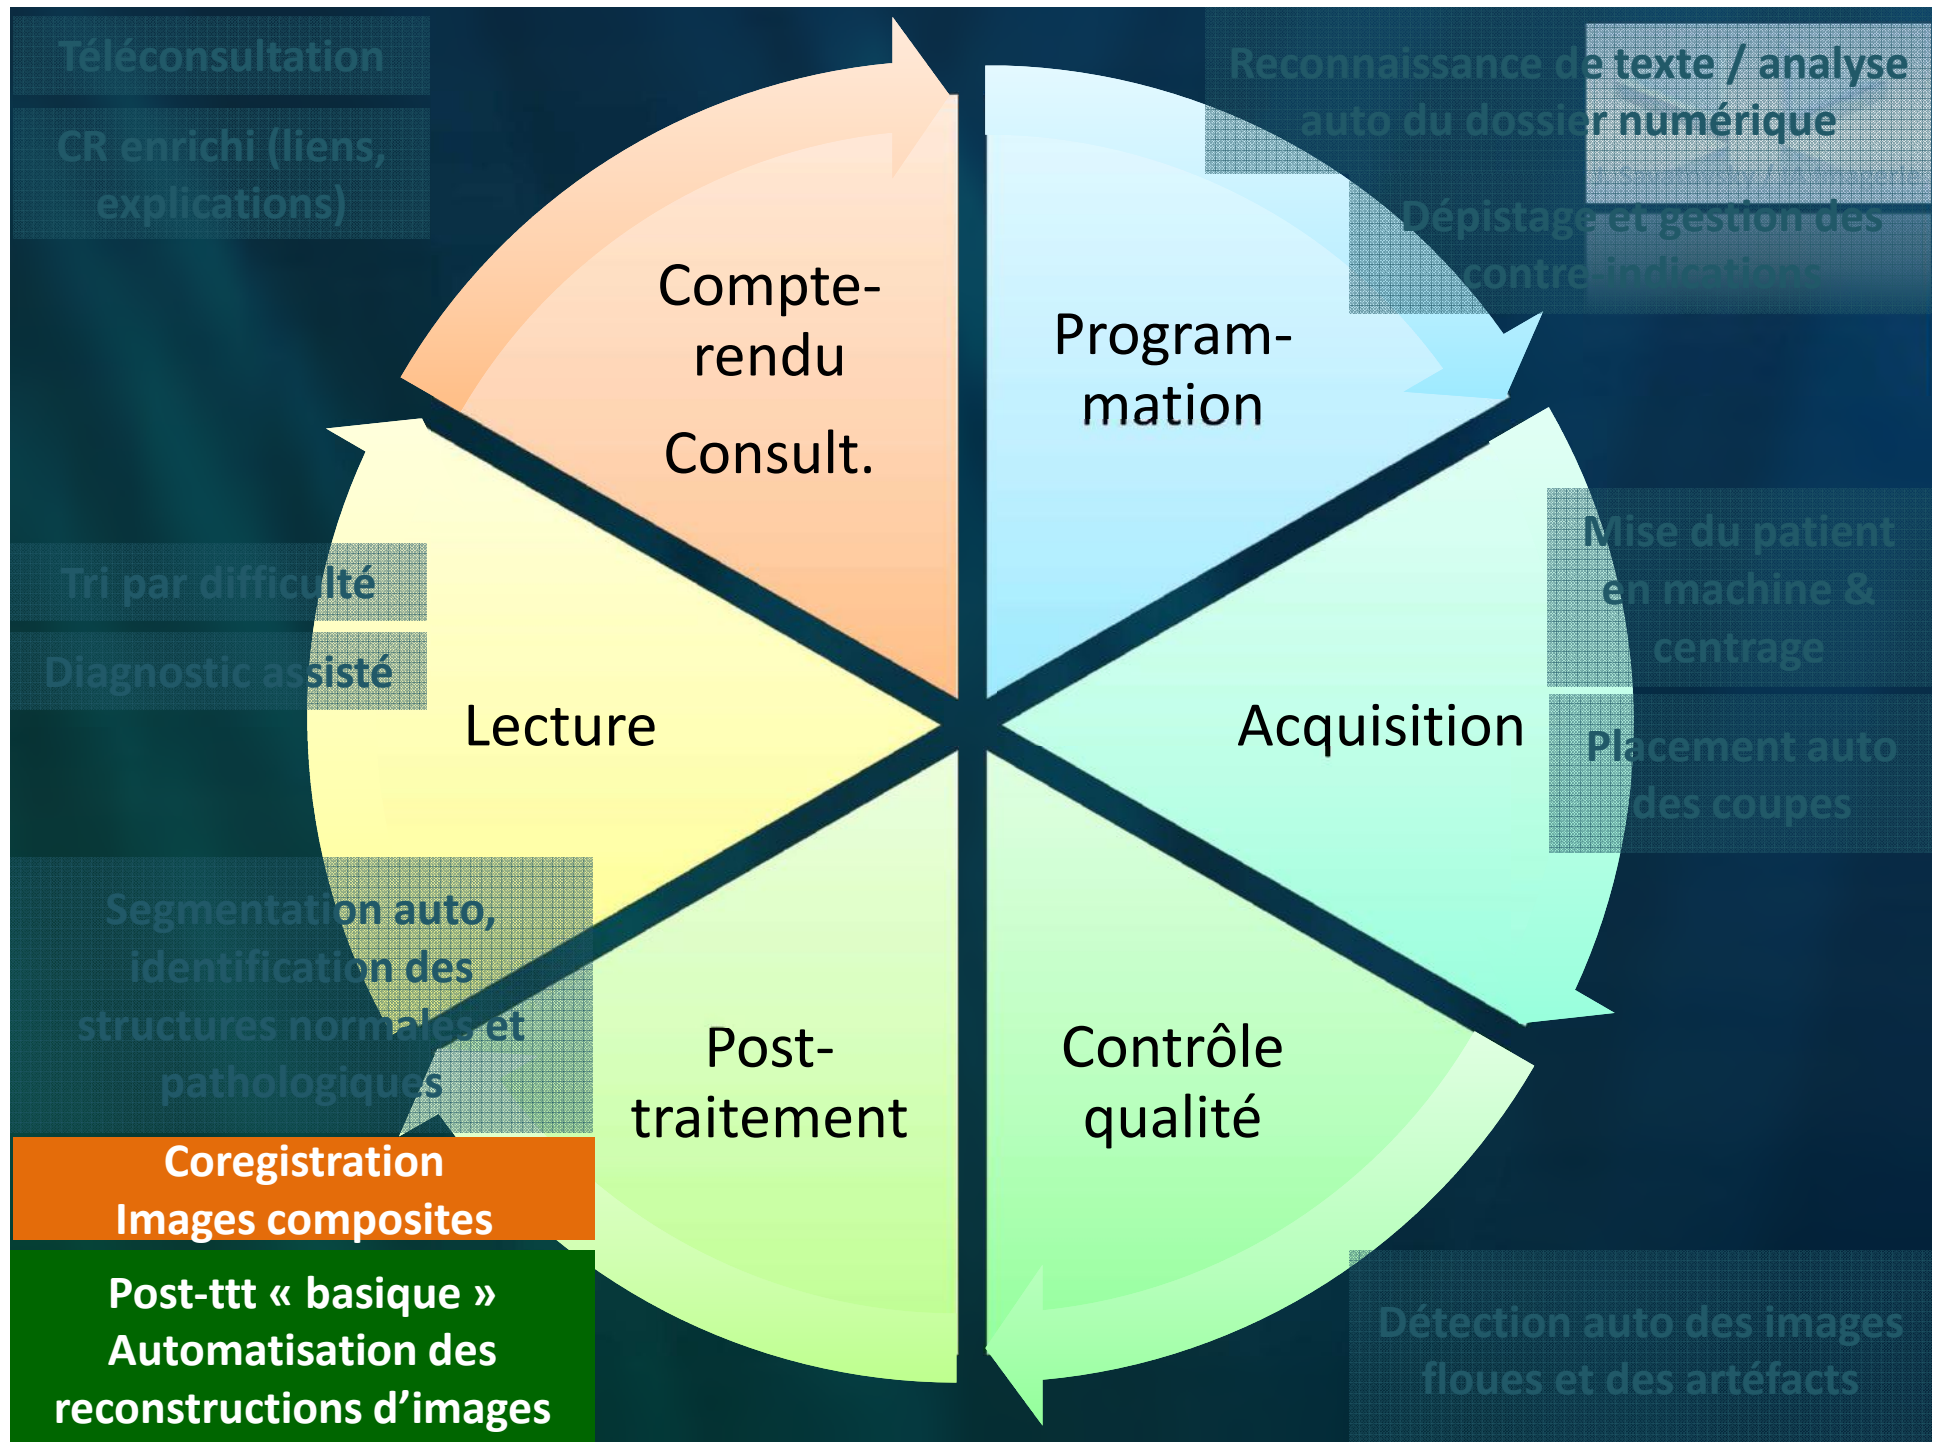 Téléconsultation
CR enrichi (liens,
explications)
Reconnaissance de texte / analyse
auto du dossier numérique
Dépistage et gestion des
contre-indications
Compte-
rendu
Consult.
Program-
mation
Mise du patient
en machine &
centrage
Placement auto
des coupes
Tri par difficulté
Diagnostic assisté
Lecture
Acquisition
Segmentation auto,
identification des
structures normales et
pathologiques
Post-
traitement
Contrôle
qualité
Coregistration
Images composites
Post-ttt « basique »
Automatisation des
reconstructions d’images
Détection auto des images
floues et des artéfacts